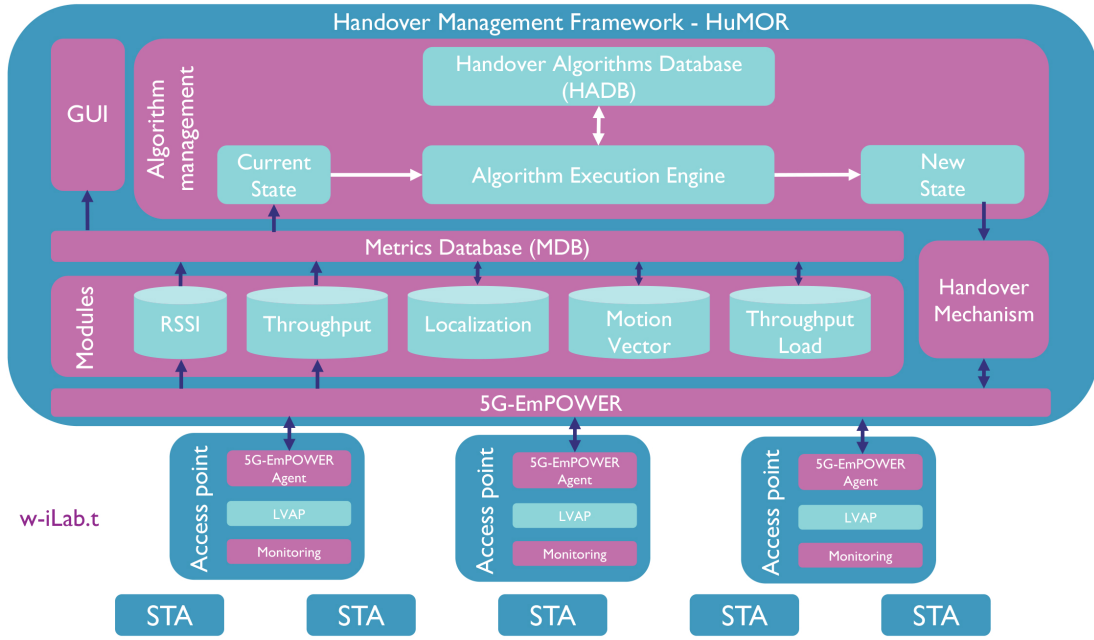 Handover Management Framework - HuMOR
GUI
Algorithm
management
Handover Algorithms Database
(HADB)
Current
State
Algorithm Execution Engine
New
State
Metrics Database (MDB)
Modules
RSSI
Throughput
Localization
Motion
Vector
Throughput
Load
Handover
Mechanism
5G-EmPOWER
Access point
5G-EmPOWER
Agent
LVAP
Monitoring
Access point
5G-EmPOWER
Agent
LVAP
Monitoring
Access point
5G-EmPOWER
Agent
LVAP
Monitoring
w-iLab.t
STA
STA
STA
STA
STA